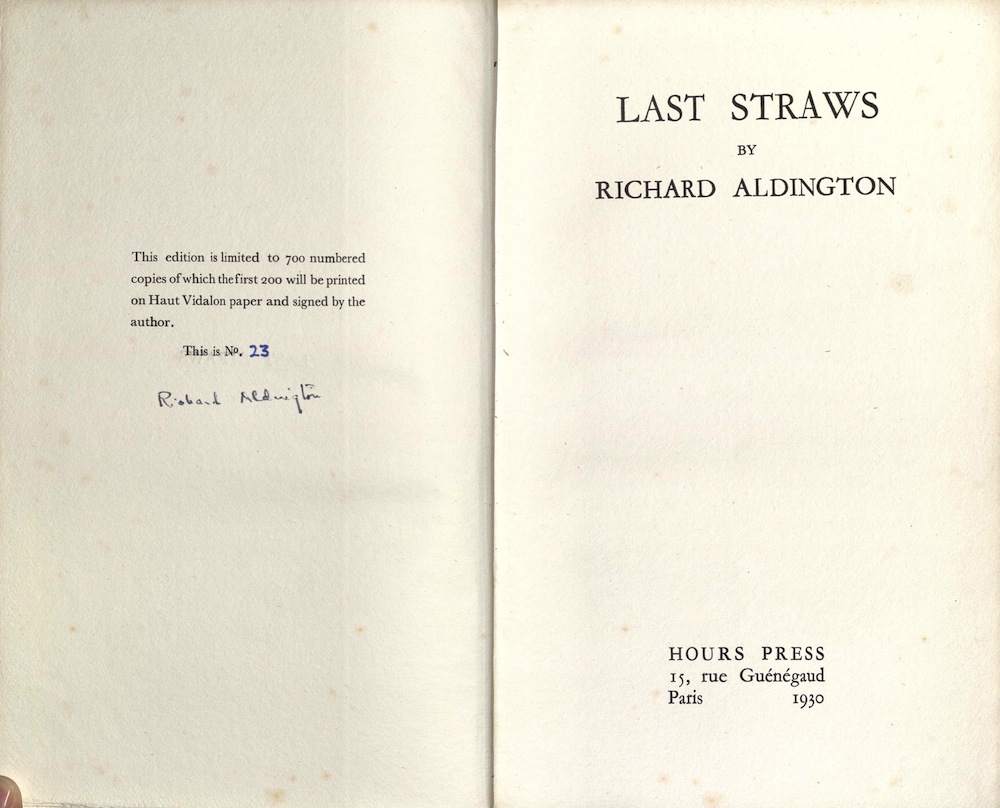 This edition is limited to 700 numbered
copies of which the first 200 will be printed
on Haut Vidalon paper and signed by the
author.
This is Nº. 23
Richard Aldington
LAST STRAWS
BY
RICHARD ALDINGTON
HOURS PRESS
15, rue Guénégaud
Paris 1930